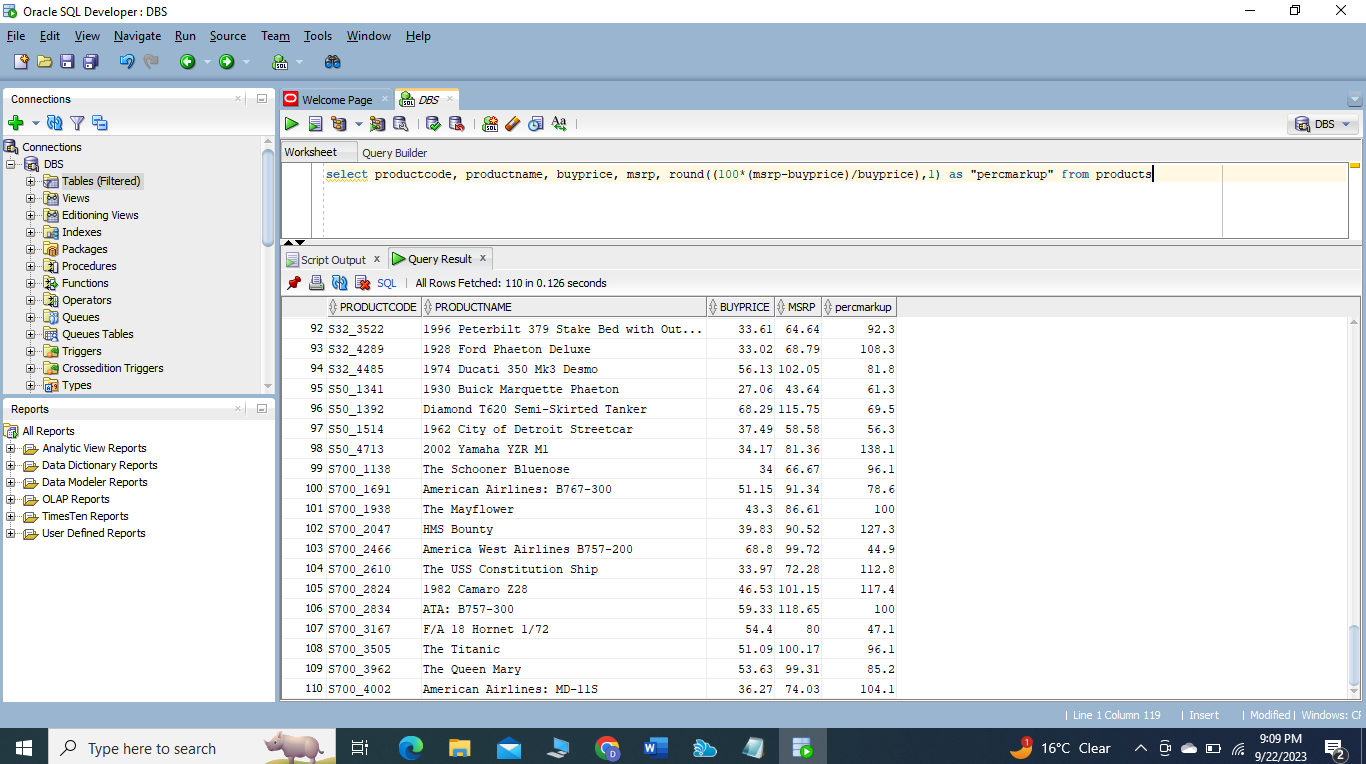 Oracle SQL Developer : DBS
File Edit View Navigate Run Source Team Tools Window Help
Connections
Connections
DBS
Tables (Filtered)
Views
Editioning Views
Indexes
Packages
Procedures
Functions
Operators
Queues
Queues Tables
Triggers
Crossedition Triggers
Types
Reports
All Reports
Analytic View Reports
Data Dictionary Reports
Data Modeler Reports
OLAP Reports
TimesTen Reports
User Defined Reports
Welcome Page DBS
DBS
Worksheet Query Builder
select productcode, productname, buyprice, msrp, round((100*(msrp-buyprice)/buyprice),1) as "percmarkup" from products
Script Output x Query Result x
SQL | All Rows Fetched: 110 in 0.126 seconds
PRODUCTCODE PRODUCTNAME BUYPRICE MSRP percmarkup
92 S32_3522 1996 Peterbilt 379 Stake Bed with Out... 33.61 64.64 92.3
93 S32_4289 1928 Ford Phaeton Deluxe 33.02 68.79 108.3
94 S32_4485 1974 Ducati 350 Mk3 Desmo 56.13 102.05 81.8
95 S50_1341 1930 Buick Marquette Phaeton 27.06 43.64 61.3
96 S50_1392 Diamond T620 Semi-Skirted Tanker 68.29 115.75 69.5
97 S50_1514 1962 City of Detroit Streetcar 37.49 58.58 56.3
98 S50_4713 2002 Yamaha YZR M1 34.17 81.36 138.1
99 S700_1138 The Schooner Bluenose 34 66.67 96.1
100 S700_1691 American Airlines: B767-300 51.15 91.34 78.6
101 S700_1938 The Mayflower 43.3 86.61 100
102 S700_2047 HMS Bounty 39.83 90.52 127.3
103 S700_2466 America West Airlines B757-200 68.8 99.72 44.9
104 S700_2610 The USS Constitution Ship 33.97 72.28 112.8
105 S700_2824 1982 Camaro Z28 46.53 101.15 117.4
106 S700_2834 ATA: B757-300 59.33 118.65 100
107 S700_3167 F/A 18 Hornet 1/72 54.4 80 47.1
108 S700_3505 The Titanic 51.09 100.17 96.1
109 S700_3962 The Queen Mary 53.63 99.31 85.2
110 S700_4002 American Airlines: MD-11S 36.27 74.03 104.1
| Line 1 Column 119 | Insert | Modified | Windows: CF
Type here to search
16°C Clear
9:09 PM
9/22/2023